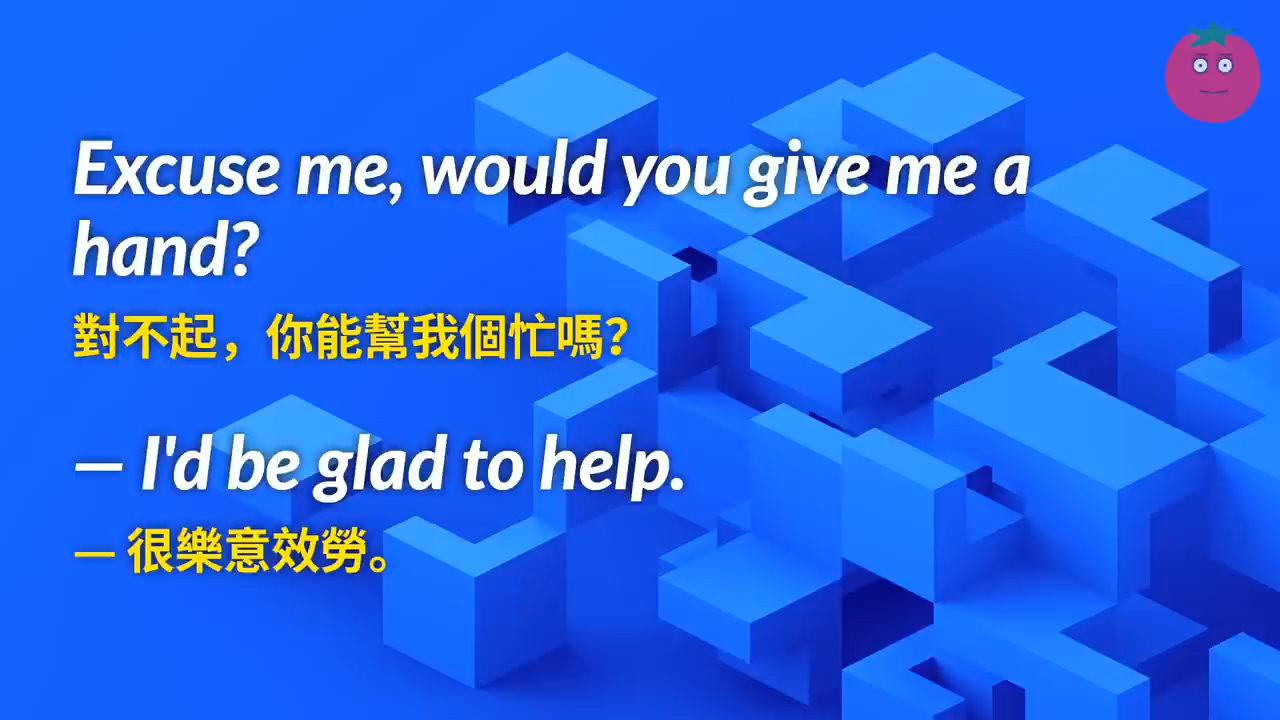 Excuse me, would you give me a
hand?
對不起，你能幫我個忙嗎？
— I'd be glad to help.
— 很樂意效勞。